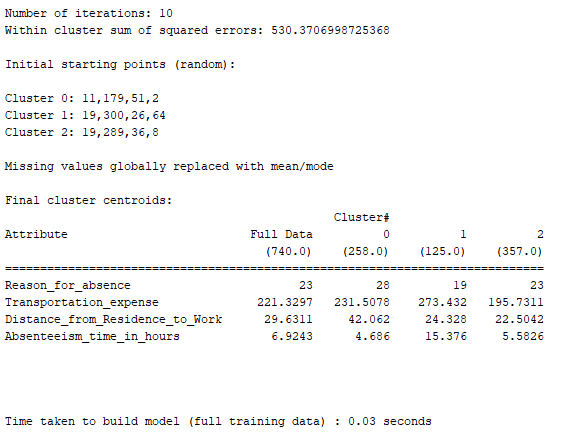 Number of iterations: 10
Within cluster sum of squared errors: 530.3706998725368
Initial starting points (random):
Cluster 0: 11,179,51,2
Cluster 1: 19,300,26,64
Cluster 2: 19,289,36,8
Missing values globally replaced with mean/mode
Final cluster centroids:
Cluster#
Attribute Full Data 0 1 2
(740.0) (258.0) (125.0) (357.0)
================================================================================
Reason_for_absence 23 28 19 23
Transportation_expense 221.3297 231.5078 273.432 195.7311
Distance_from_Residence_to_Work 29.6311 42.062 24.328 22.5042
Absenteeism_time_in_hours 6.9243 4.686 15.376 5.5826
Time taken to build model (full training data) : 0.03 seconds